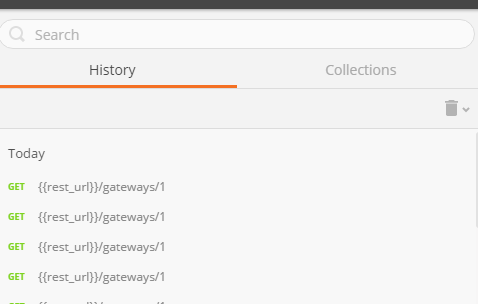 Search
History Collections
Today
GET {{rest_url}}/gateways/1
GET {{rest_url}}/gateways/1
GET {{rest_url}}/gateways/1
GET {{rest_url}}/gateways/1